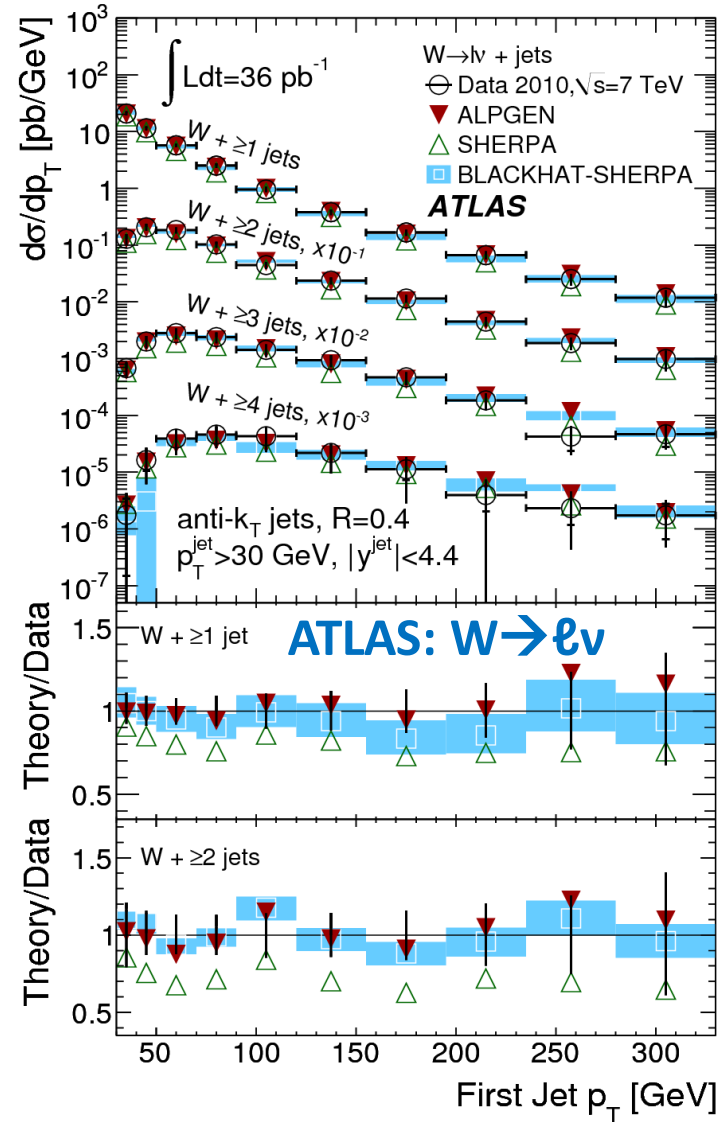 dσ/dp_T [pb/GeV]
10³
10²
10
1
10⁻¹
10⁻²
10⁻³
10⁻⁴
10⁻⁵
10⁻⁶
10⁻⁷
∫ Ldt=36 pb⁻¹
W→lν + jets
Data 2010,√s=7 TeV
ALPGEN
SHERPA
BLACKHAT-SHERPA
ATLAS
W + ≥1 jets
W + ≥2 jets, x10⁻¹
W + ≥3 jets, x10⁻²
W + ≥4 jets, x10⁻³
anti-k_T jets, R=0.4
p_T^jet>30 GeV, |y^jet|<4.4
Theory/Data
1.5
1
0.5
W + ≥1 jet
ATLAS: W→ℓν
Theory/Data
1.5
1
0.5
W + ≥2 jets
50 100 150 200 250 300
First Jet p_T [GeV]